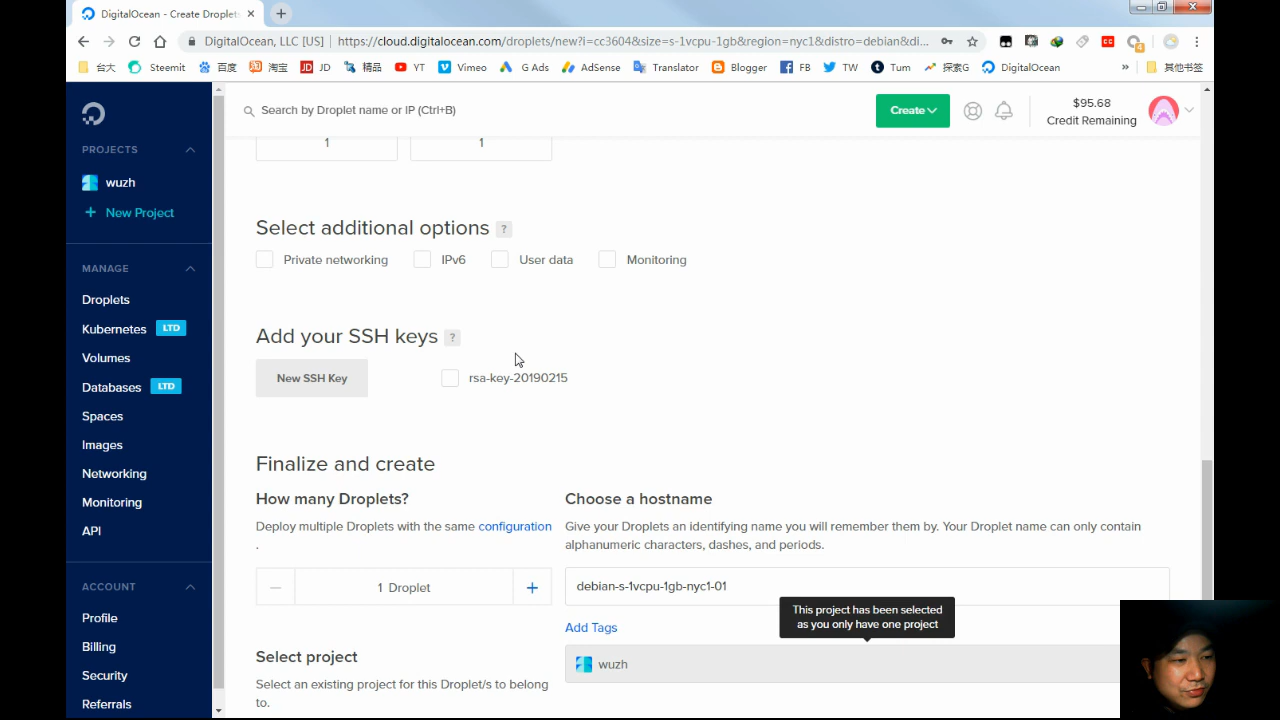 DigitalOcean - Create Droplets
DigitalOcean, LLC [US]
https://cloud.digitalocean.com/droplets/new?i=cc3604&size=s-1vcpu-1gb&region=nyc1&distro=debian&di...
台大
Steemit
百度
淘宝
JD
精品
YT
Vimeo
G Ads
AdSense
Translator
Blogger
FB
TW
Tum
探索G
DigitalOcean
»
其他书签
Search by Droplet name or IP (Ctrl+B)
Create
$95.68
Credit Remaining
PROJECTS
wuzh
+ New Project
MANAGE
Droplets
Kubernetes LTD
Volumes
Databases LTD
Spaces
Images
Networking
Monitoring
API
ACCOUNT
Profile
Billing
Security
Referrals
1
1
Select additional options ?
Private networking
IPv6
User data
Monitoring
Add your SSH keys ?
New SSH Key
rsa-key-20190215
Finalize and create
How many Droplets?
Deploy multiple Droplets with the same configuration
.
1 Droplet
Choose a hostname
Give your Droplets an identifying name you will remember them by. Your Droplet name can only contain
alphanumeric characters, dashes, and periods.
debian-s-1vcpu-1gb-nyc1-01
This project has been selected
as you only have one project
Add Tags
Select project
Select an existing project for this Droplet/s to belong
to.
wuzh